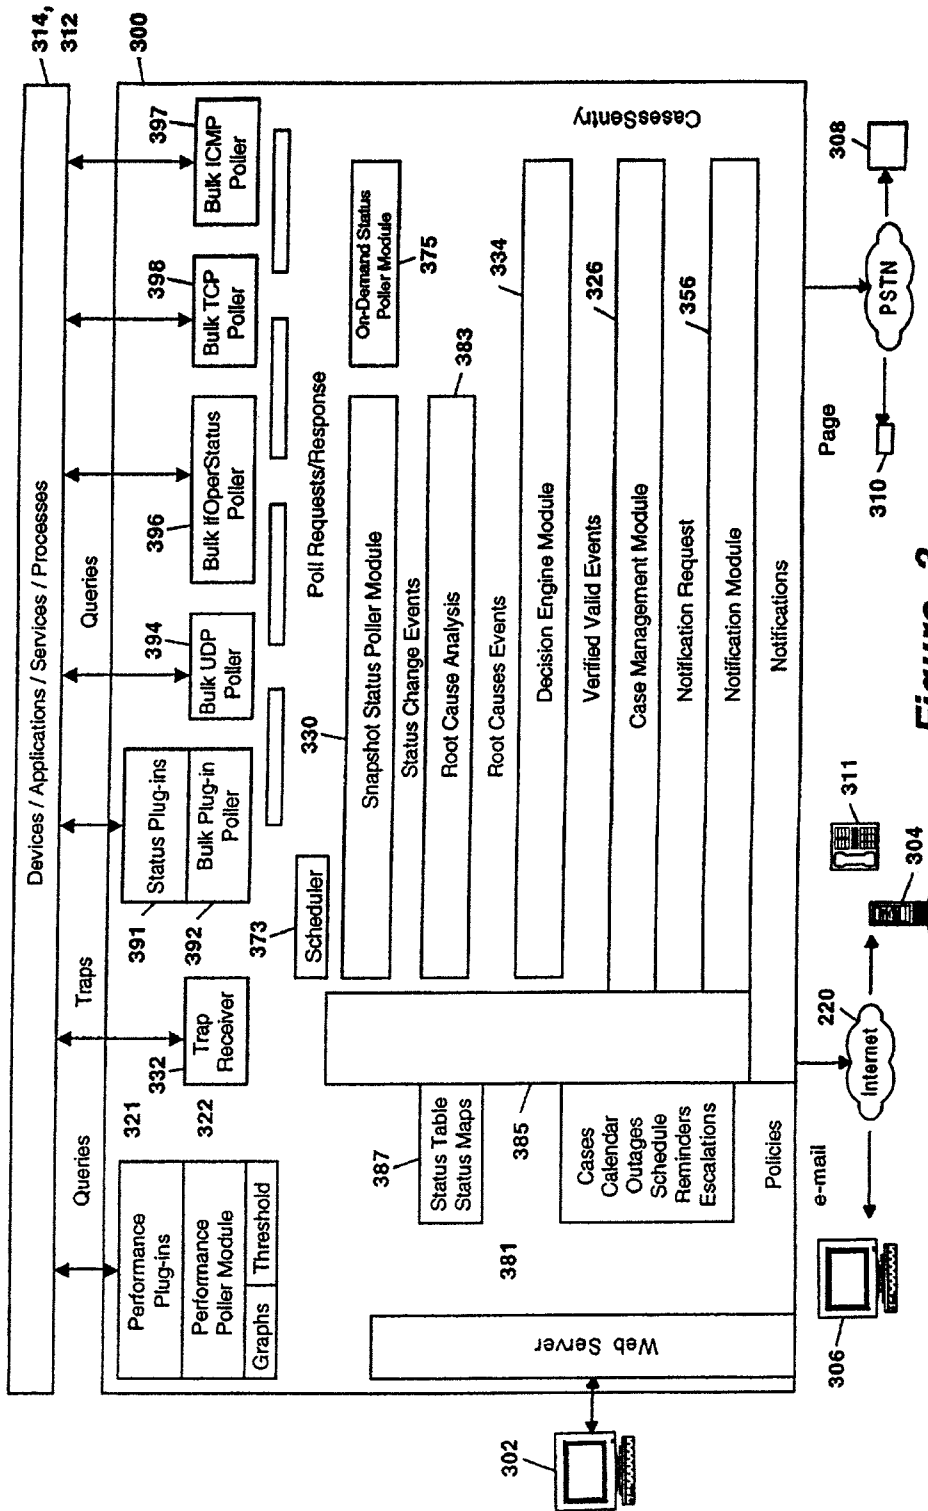 314,
312
Devices / Applications / Services / Processes
Queries
Traps
Queries
300
Performance
Plug-ins
321
Performance
Poller Module
322
Graphs
Threshold
332
Trap
Receiver
391
Status Plug-ins
392
Bulk Plug-in
Poller
394
Bulk UDP
Poller
396
Bulk IfOperStatus
Poller
398
Bulk TCP
Poller
397
Bulk ICMP
Poller
373
Scheduler
Poll Requests/Response
330
Snapshot Status Poller Module
On-Demand Status
Poller Module
375
Status Change Events
383
Root Cause Analysis
Root Causes Events
334
Decision Engine Module
326
Verified Valid Events
Case Management Module
356
Notification Request
Notification Module
Notifications
CasesSentry
387
Status Table
Status Maps
385
381
Cases
Calendar
Outages
Schedule
Reminders
Escalations
Policies
Web Server
302
306
e-mail
Internet
220
304
311
Page
310
PSTN
308